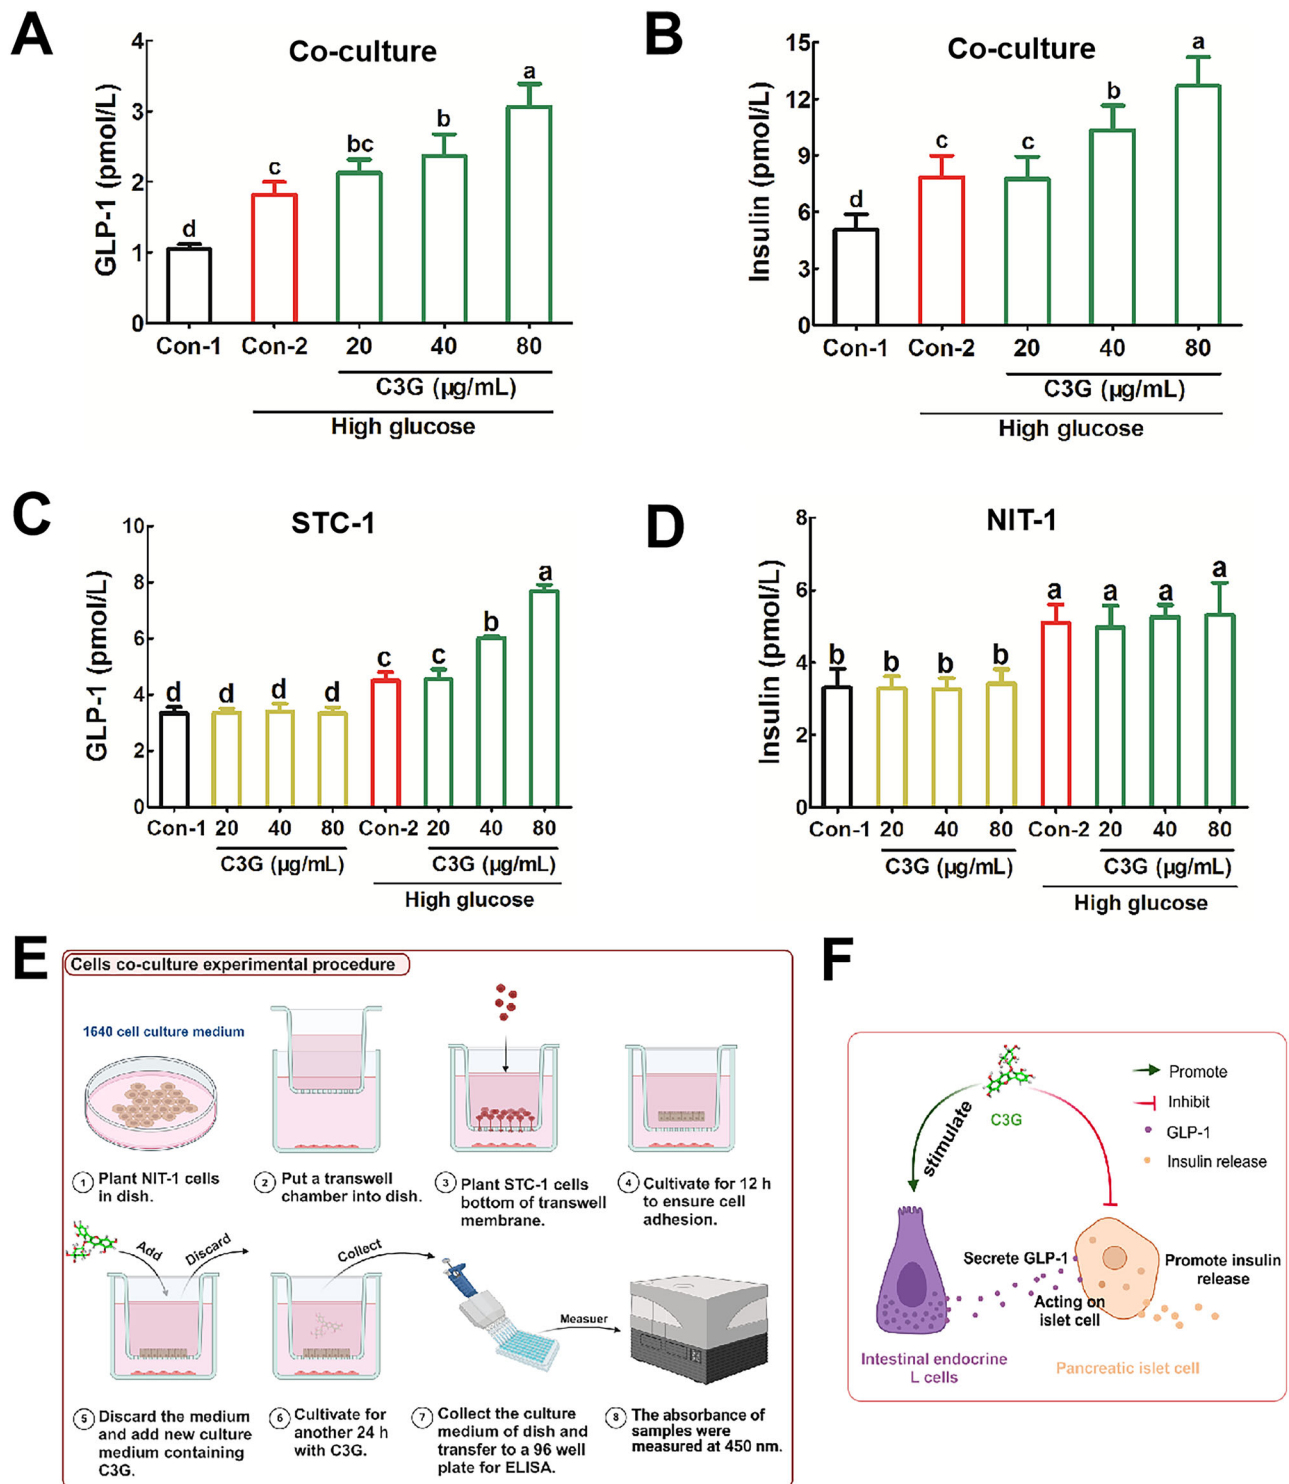 A
Co-culture
GLP-1 (pmol/L)
4
3
2
1
0
d
c
bc
b
a
Con-1
Con-2
20
40
80
C3G (µg/mL)
High glucose
B
Co-culture
Insulin (pmol/L)
15
12
9
6
3
0
d
c
c
b
a
Con-1
Con-2
20
40
80
C3G (µg/mL)
High glucose
C
STC-1
GLP-1 (pmol/L)
10
8
6
4
2
0
d
d
d
d
c
c
b
a
Con-1
20
40
80
Con-2
20
40
80
C3G (µg/mL)
C3G (µg/mL)
High glucose
D
NIT-1
Insulin (pmol/L)
8
6
4
2
0
b
b
b
b
a
a
a
a
Con-1
20
40
80
Con-2
20
40
80
C3G (µg/mL)
C3G (µg/mL)
High glucose
E
Cells co-culture experimental procedure
1640 cell culture medium
1 Plant NIT-1 cells
in dish.
2 Put a transwell
chamber into dish.
3 Plant STC-1 cells
bottom of transwell
membrane.
4 Cultivate for 12 h
to ensure cell
adhesion.
Add
Discard
Collect
Measuer
5 Discard the medium
and add new culture
medium containing
C3G.
6 Cultivate for
another 24 h
with C3G.
7 Collect the culture
medium of dish and
transfer to a 96 well
plate for ELISA.
8 The absorbance of
samples were
measured at 450 nm.
F
C3G
stimulate
Promote
Inhibit
GLP-1
Insulin release
Secrete GLP-1
Acting on
islet cell
Promote insulin
release
Intestinal endocrine
L cells
Pancreatic islet cell